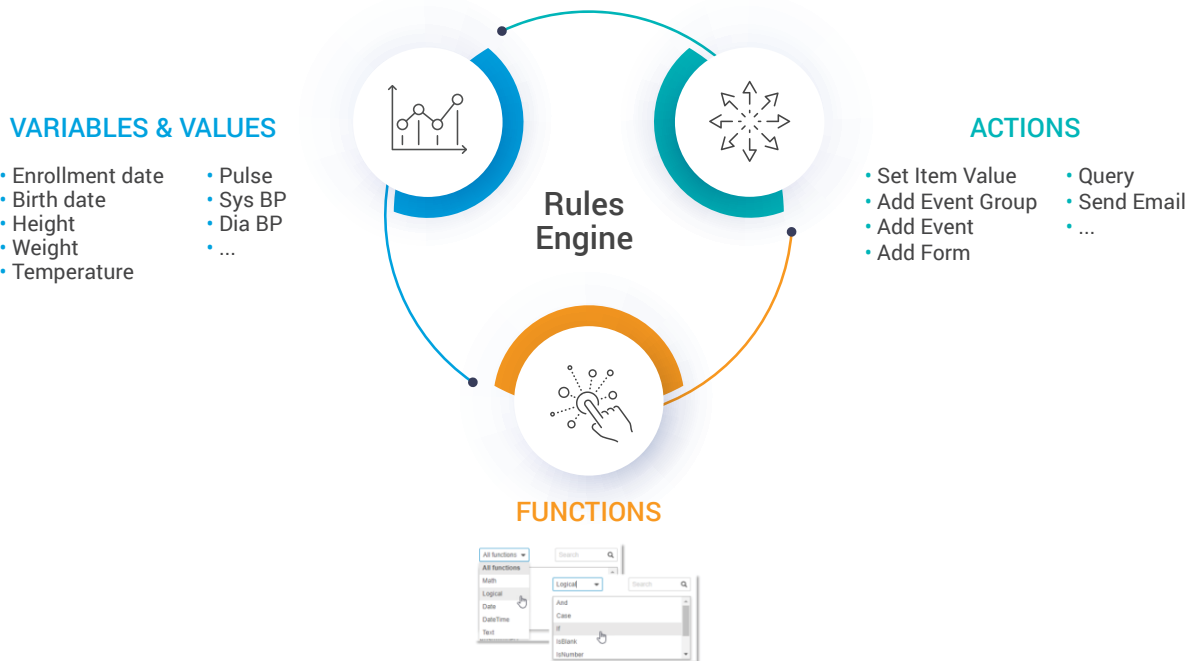 VARIABLES & VALUES
• Enrollment date
• Birth date
• Height
• Weight
• Temperature
• Pulse
• Sys BP
• Dia BP
• ...
Rules
Engine
ACTIONS
• Set Item Value
• Add Event Group
• Add Event
• Add Form
• Query
• Send Email
• ...
FUNCTIONS
All functions
Search
All functions
Math
Logical
Date
DateTime
Text
Logical
Search
And
Case
If
IsBlank
IsNumber